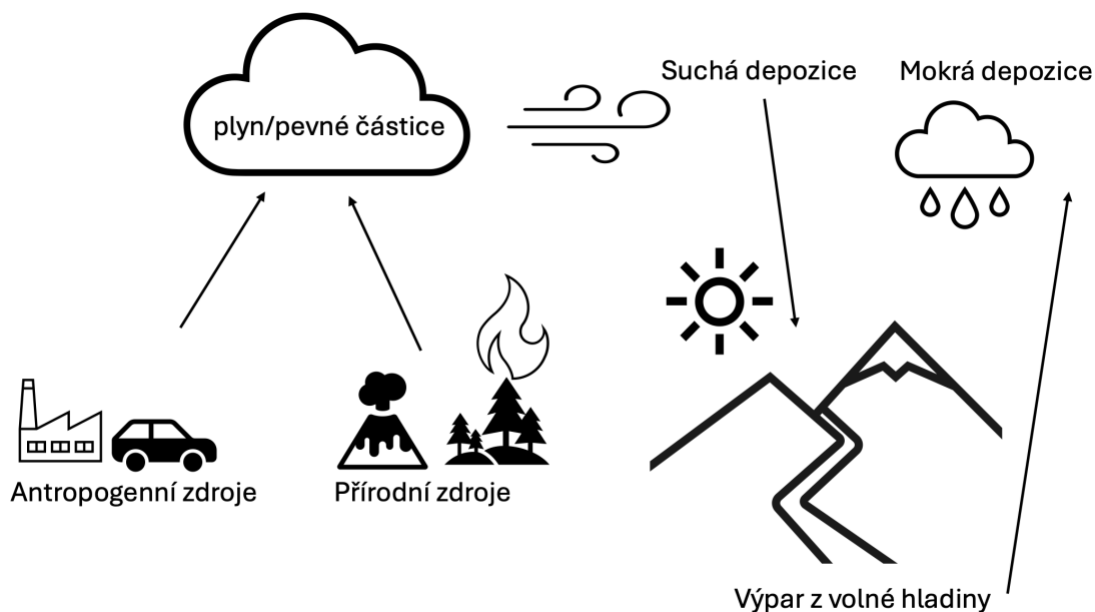 plyn/pevné částice
Suchá depozice
Mokrá depozice
Antropogenní zdroje
Přírodní zdroje
Výpar z volné hladiny